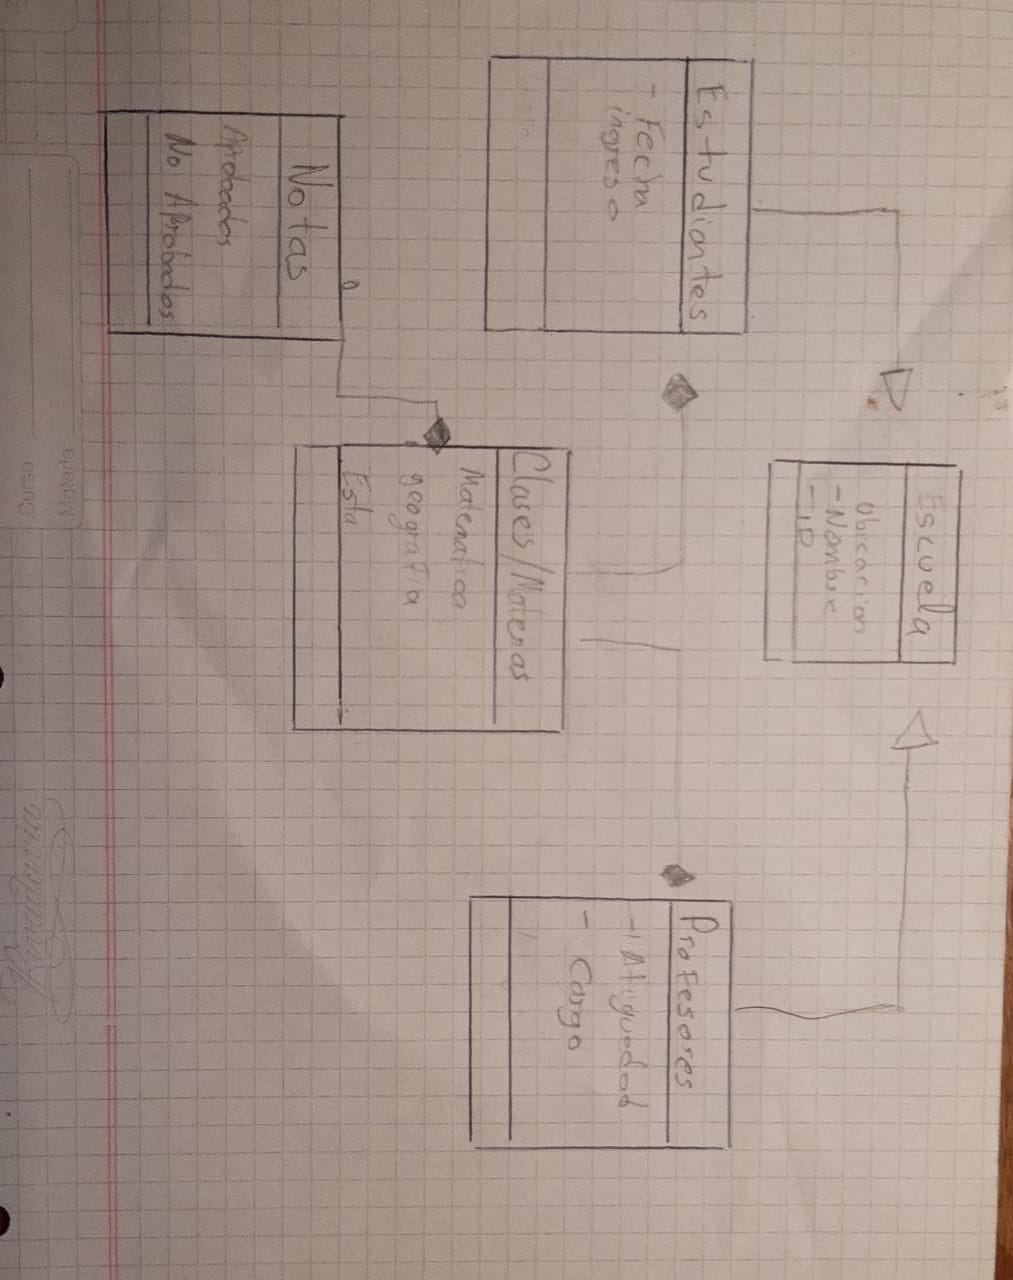 Escuela
Ubicacion
- Nombre
- ID
Estudiantes
- Fecha
ingreso
Profesores
- Atiguedad
- Cargo
Clases/Materias
Matematica
geografia
Esta
Notas
Aprobados
No Aprobados
Materia
Curso